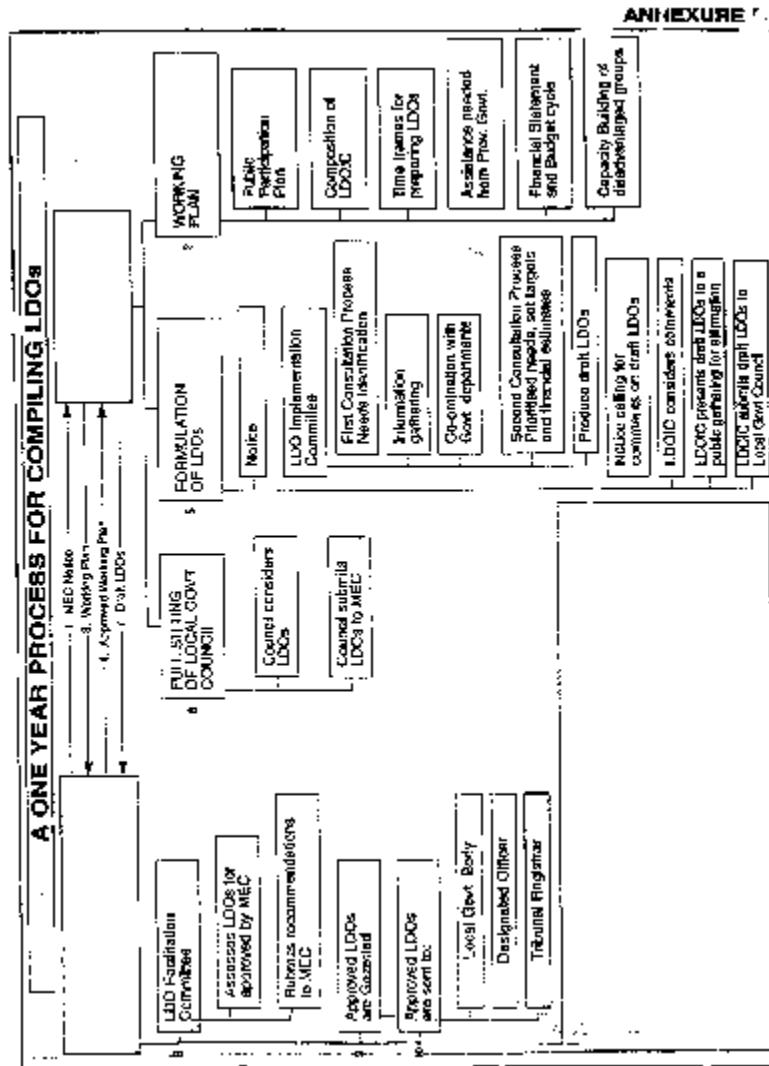 ANNEXURE
A ONE YEAR PROCESS FOR COMPILING LDOs
MEC Notice
3. Working Plan
4. Approved Working Plan
Draft LDOs
LDO Facilitation
Committee
8
Assesses LDOs for
approved by MEC
recommendations
to MEC
Approved LDOs
are Gazetted
9
Approved LDOs
are sent to:
10
Local Govt. Body
Designated Officer
Tribunal Registrar
FULL SITTING
OF LOCAL GOVT
COUNCIL
6
Council considers
LDOs
Council submits
LDOs to MEC
FORMULATION
OF LDOs
5
Notice
LDO Implementation
Committee
First Consultation Process
Needs Identification
Information
gathering
Co-ordination with
Govt. departments
Second Consultation Process
Prioritised needs, set targets
and financial estimates
Produce draft LDOs
Notice calling for
comments on draft LDOs
LDOIC considers comments
LDOIC presents draft LDOs to a
public gathering for
LDOIC submits draft LDOs to
Local Govt Council
WORKING
PLAN
2
Public
Participation
Plan
Composition of
LDOIC
Time frames for
preparing LDOs
Assistance needed
from Prov. Govt.
Financial Statement
and Budget cycle
Capacity Building of
disadvantaged groups